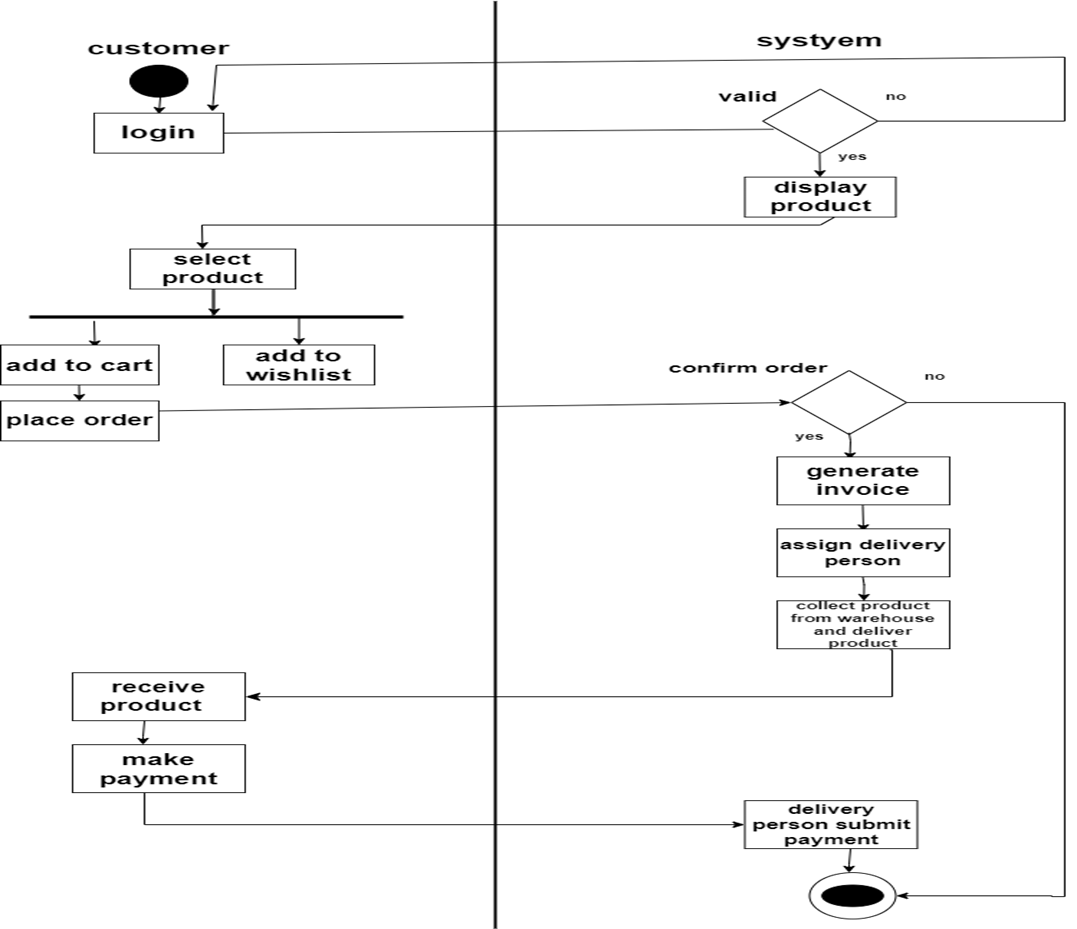 customer
systyem
login
valid
no
yes
display
product
select
product
add to cart
add to
wishlist
place order
confirm order
no
yes
generate
invoice
assign delivery
person
collect product
from warehouse
and deliver
product
receive
product
make
payment
delivery
person submit
payment